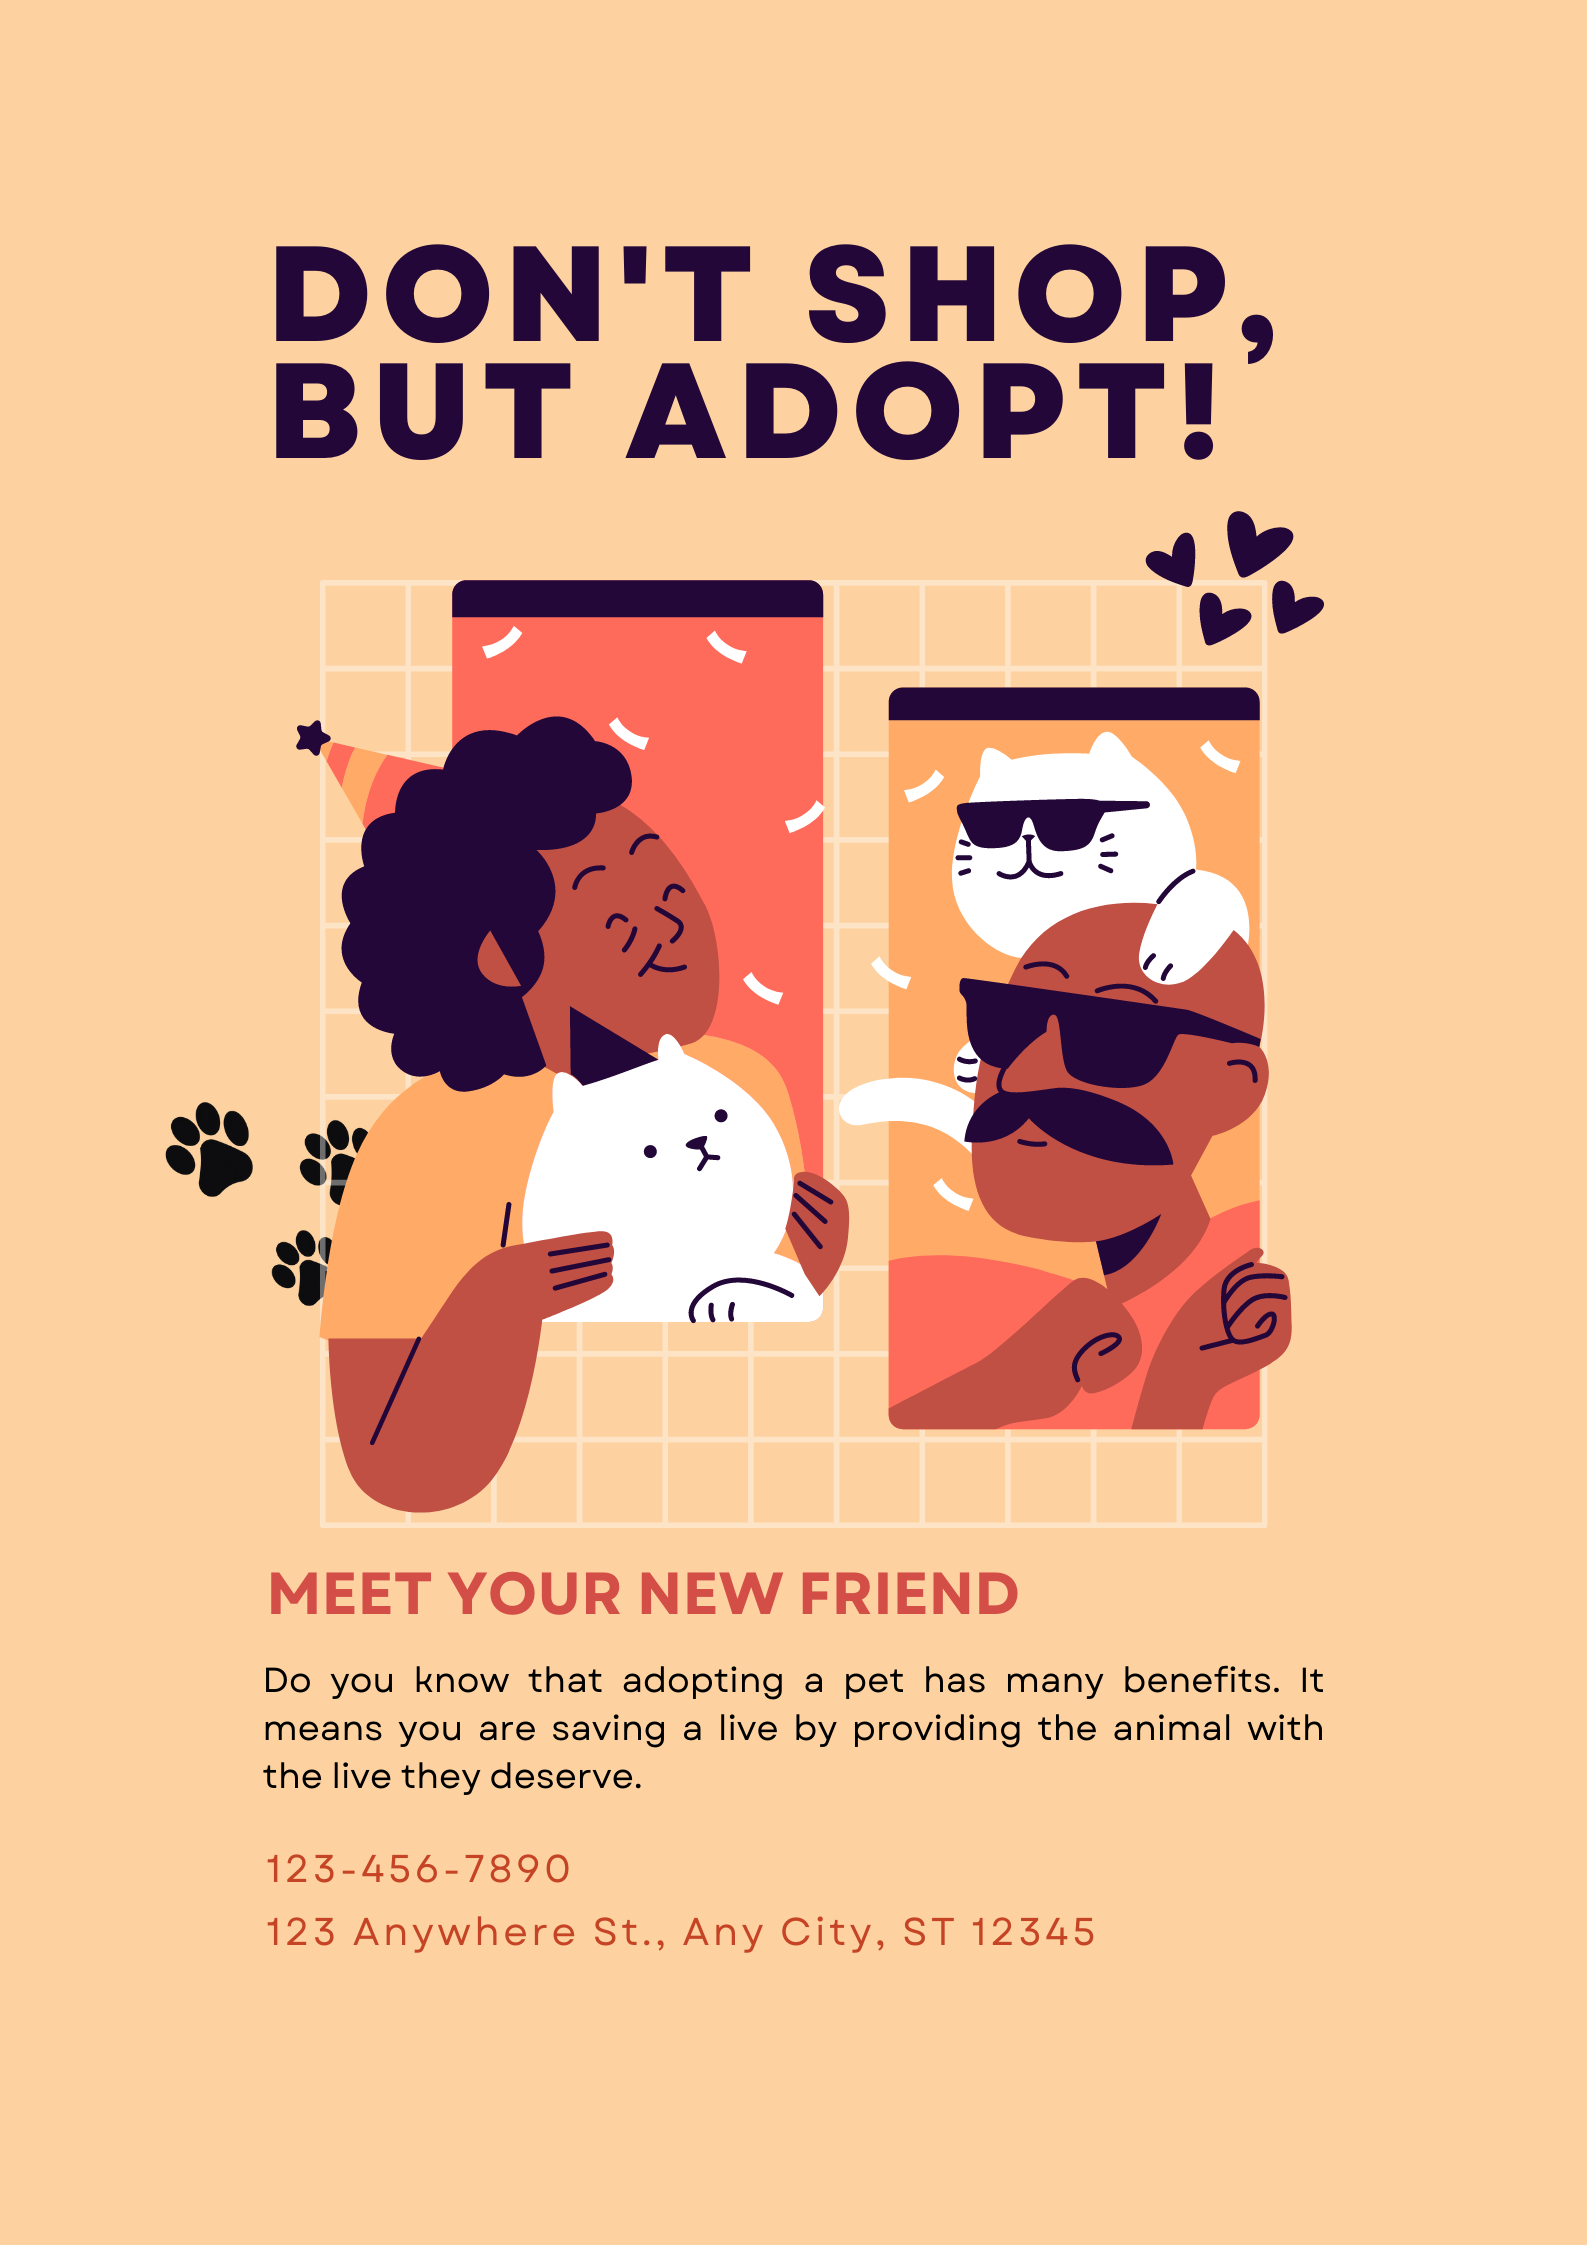 DON'T SHOP,
BUT ADOPT!
MEET YOUR NEW FRIEND
Do you know that adopting a pet has many benefits. It
means you are saving a live by providing the animal with
the live they deserve.
123-456-7890
123 Anywhere St., Any City, ST 12345